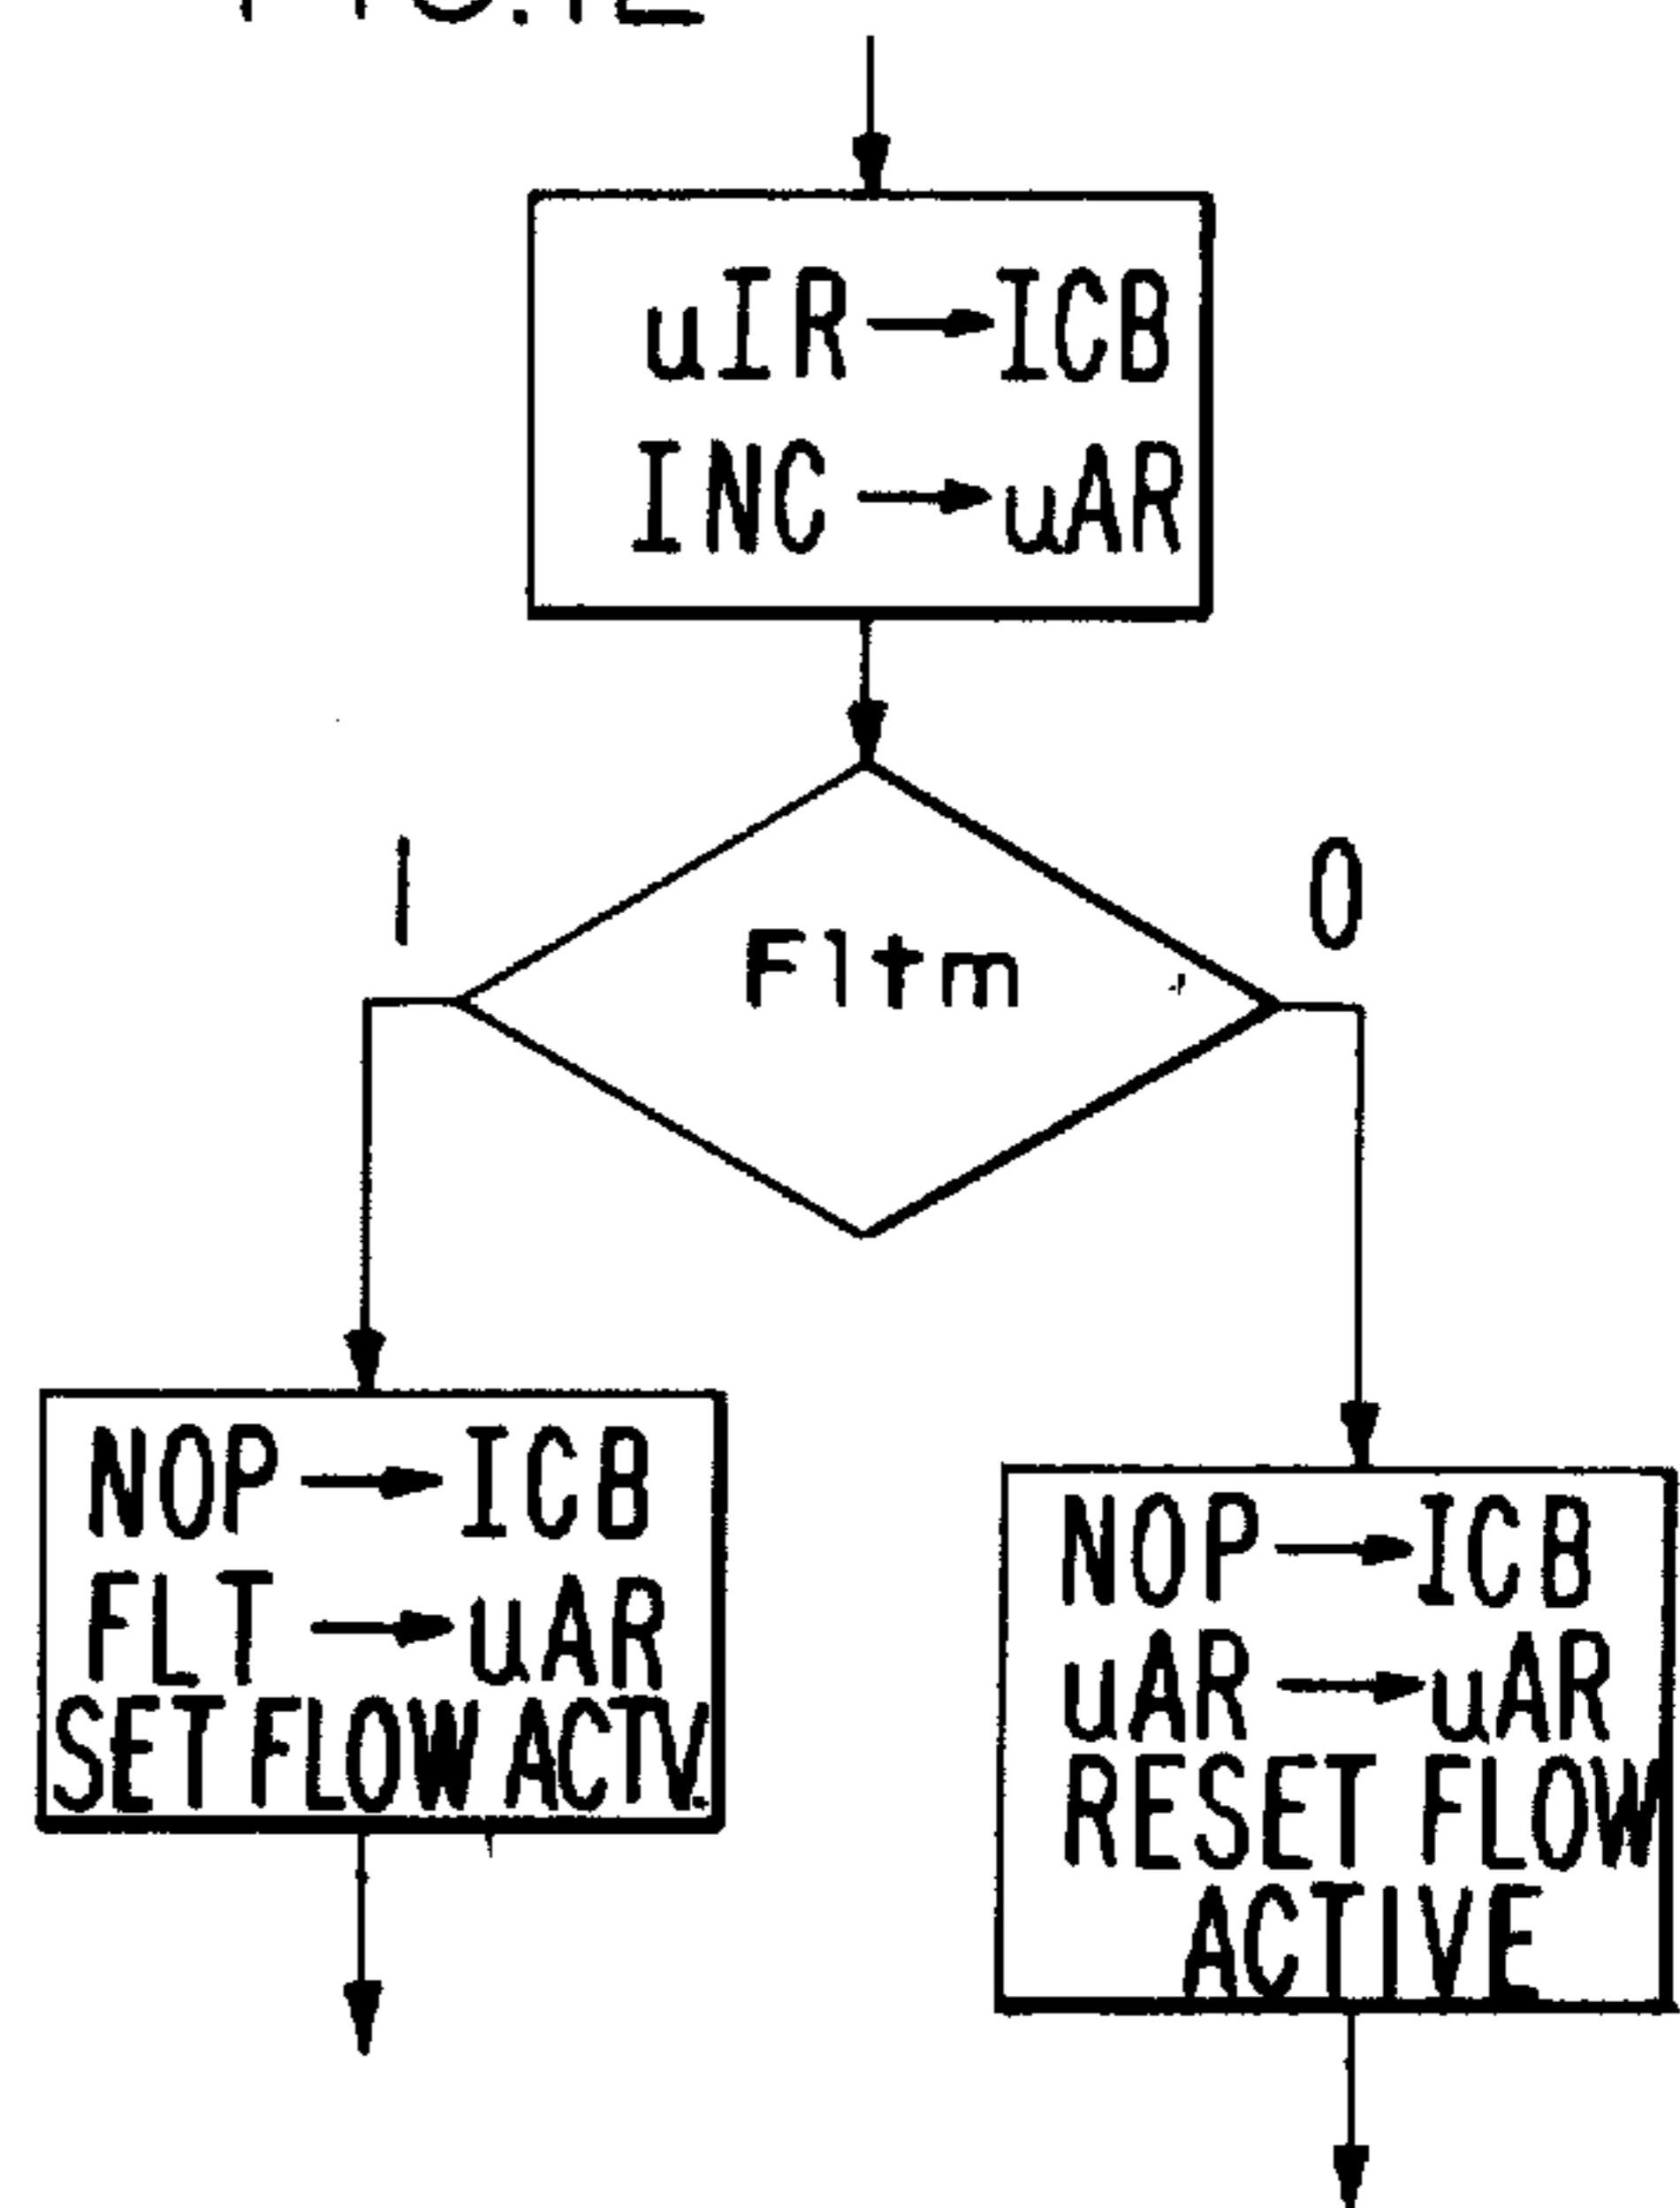 uIR→ICB
INC→uAR
1
Fltm
0
NOP→ICB
FLT→uAR
SET FLOW ACTV.
NOP→ICB
uAR→uAR
RESET FLOW
ACTIVE